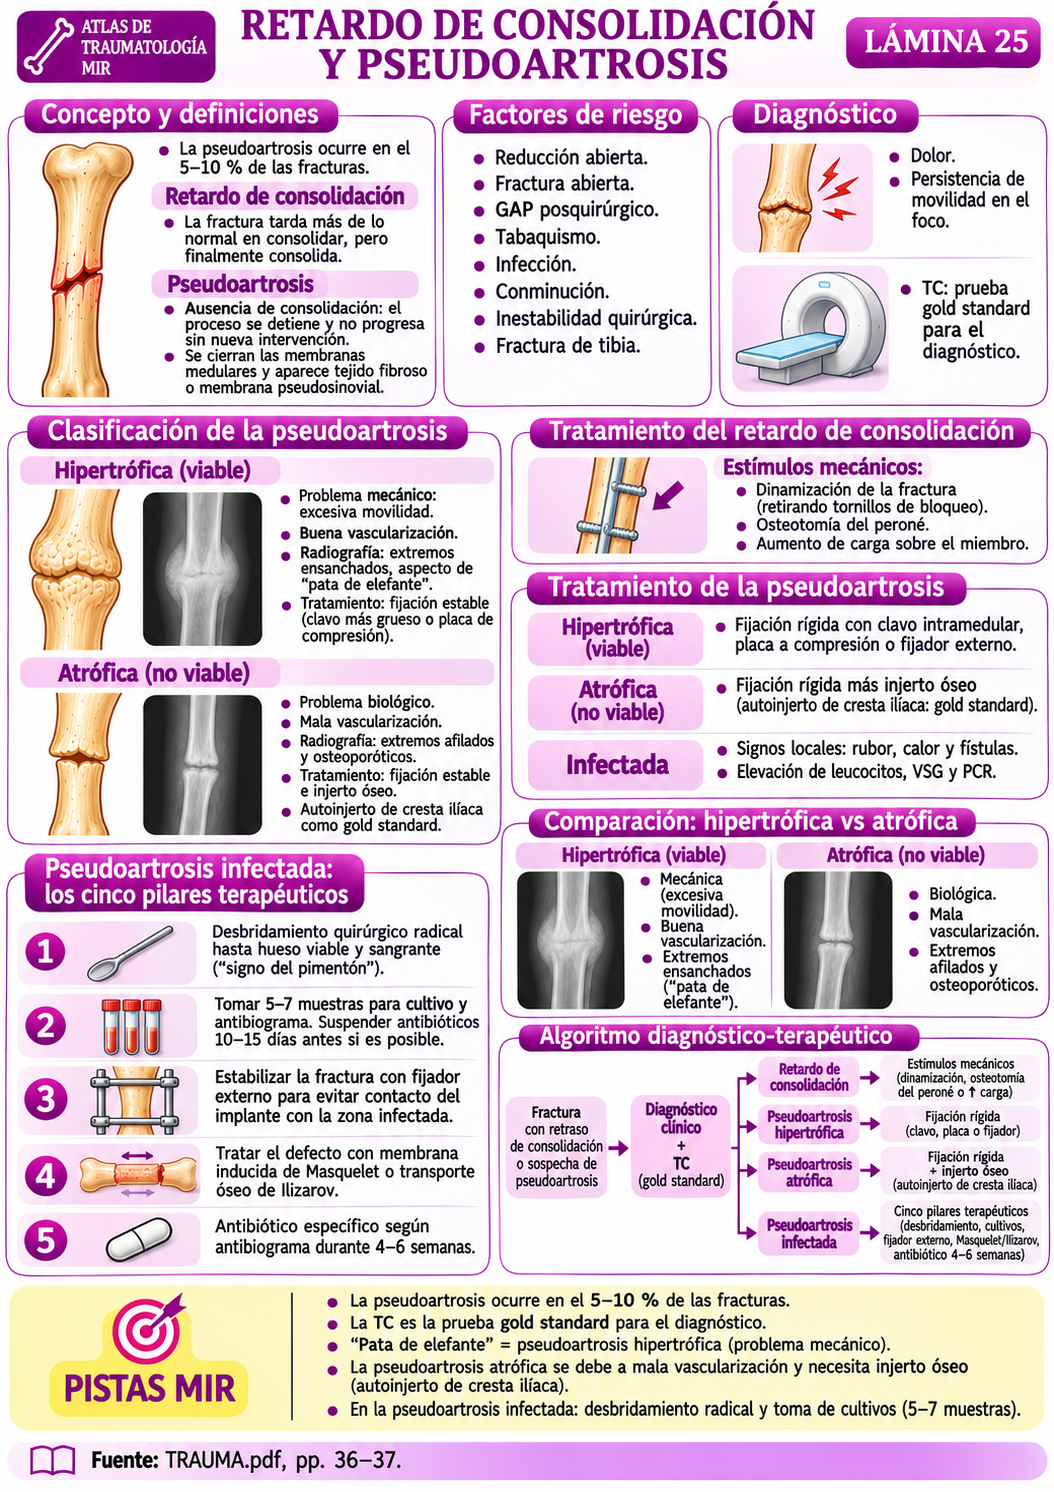 ATLAS DE
TRAUMATOLOGÍA
MIR
RETARDO DE CONSOLIDACIÓN
Y PSEUDOARTROSIS
LÁMINA 25
Concepto y definiciones
La pseudoartrosis ocurre en el
5–10 % de las fracturas.
Retardo de consolidación
La fractura tarda más de lo
normal en consolidar, pero
finalmente consolida.
Pseudoartrosis
Ausencia de consolidación: el
proceso se detiene y no progresa
sin nueva intervención.
Se cierran las membranas
medulares y aparece tejido fibroso
o membrana pseudosinovial.
Factores de riesgo
Reducción abierta.
Fractura abierta.
GAP posquirúrgico.
Tabaquismo.
Infección.
Conminución.
Inestabilidad quirúrgica.
Fractura de tibia.
Diagnóstico
Dolor.
Persistencia de
movilidad en el
foco.
TC: prueba
gold standard
para el
diagnóstico.
Clasificación de la pseudoartrosis
Hipertrófica (viable)
Problema mecánico:
excesiva movilidad.
Buena vascularización.
Radiografía: extremos
ensanchados, aspecto de
“pata de elefante”.
Tratamiento: fijación estable
(clavo más grueso o placa de
compresión).
Atrófica (no viable)
Problema biológico.
Mala vascularización.
Radiografía: extremos afilados
y osteoporóticos.
Tratamiento: fijación estable
e injerto óseo.
Autoinjerto de cresta ilíaca
como gold standard.
Tratamiento del retardo de consolidación
Estímulos mecánicos:
Dinamización de la fractura
(retirando tornillos de bloqueo).
Osteotomía del peroné.
Aumento de carga sobre el miembro.
Tratamiento de la pseudoartrosis
Hipertrófica
(viable)
Fijación rígida con clavo intramedular,
placa a compresión o fijador externo.
Atrófica
(no viable)
Fijación rígida más injerto óseo
(autoinjerto de cresta ilíaca: gold standard).
Infectada
Signos locales: rubor, calor y fístulas.
Elevación de leucocitos, VSG y PCR.
Comparación: hipertrófica vs atrófica
Hipertrófica (viable)
Mecánica
(excesiva
movilidad).
Buena
vascularización.
Extremos
ensanchados
(“pata de
elefante”).
Atrófica (no viable)
Biológica.
Mala
vascularización.
Extremos
afilados y
osteoporóticos.
Pseudoartrosis infectada:
los cinco pilares terapéuticos
1
Desbridamiento quirúrgico radical
hasta hueso viable y sangrante
(“signo del pimentón”).
2
Tomar 5–7 muestras para cultivo y
antibiograma. Suspender antibióticos
10–15 días antes si es posible.
3
Estabilizar la fractura con fijador
externo para evitar contacto del
implante con la zona infectada.
4
Tratar el defecto con membrana
inducida de Masquelet o transporte
óseo de Ilizarov.
5
Antibiótico específico según
antibiograma durante 4–6 semanas.
Algoritmo diagnóstico-terapéutico
Fractura
con retraso
de consolidación
o sospecha de
pseudoartrosis
Diagnóstico
clínico
+
TC
(gold standard)
Retardo de
consolidación
Estímulos mecánicos
(dinamización, osteotomía
del peroné o ↑ carga)
Pseudoartrosis
hipertrófica
Fijación rígida
(clavo, placa o fijador)
Pseudoartrosis
atrófica
Fijación rígida
+ injerto óseo
(autoinjerto de cresta ilíaca)
Pseudoartrosis
infectada
Cinco pilares terapéuticos
(desbridamiento, cultivos,
fijador externo, Masquelet/Ilizarov,
antibiótico 4–6 semanas)
PISTAS MIR
La pseudoartrosis ocurre en el 5–10 % de las fracturas.
La TC es la prueba gold standard para el diagnóstico.
“Pata de elefante” = pseudoartrosis hipertrófica (problema mecánico).
La pseudoartrosis atrófica se debe a mala vascularización y necesita injerto óseo
(autoinjerto de cresta ilíaca).
En la pseudoartrosis infectada: desbridamiento radical y toma de cultivos (5–7 muestras).
Fuente: TRAUMA.pdf, pp. 36–37.